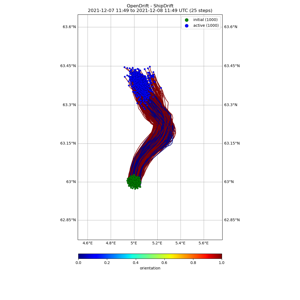 OpenDrift - ShipDrift
2021-12-07 11:49 to 2021-12-08 11:49 UTC (25 steps)
initial (1000)
active (1000)
63.6°N 63.6°N
63.45°N 63.45°N
63.3°N 63.3°N
63.15°N 63.15°N
63°N 63°N
62.85°N 62.85°N
4.6°E 4.8°E 5°E 5.2°E 5.4°E 5.6°E
0.0 0.2 0.4 0.6 0.8 1.0
orientation